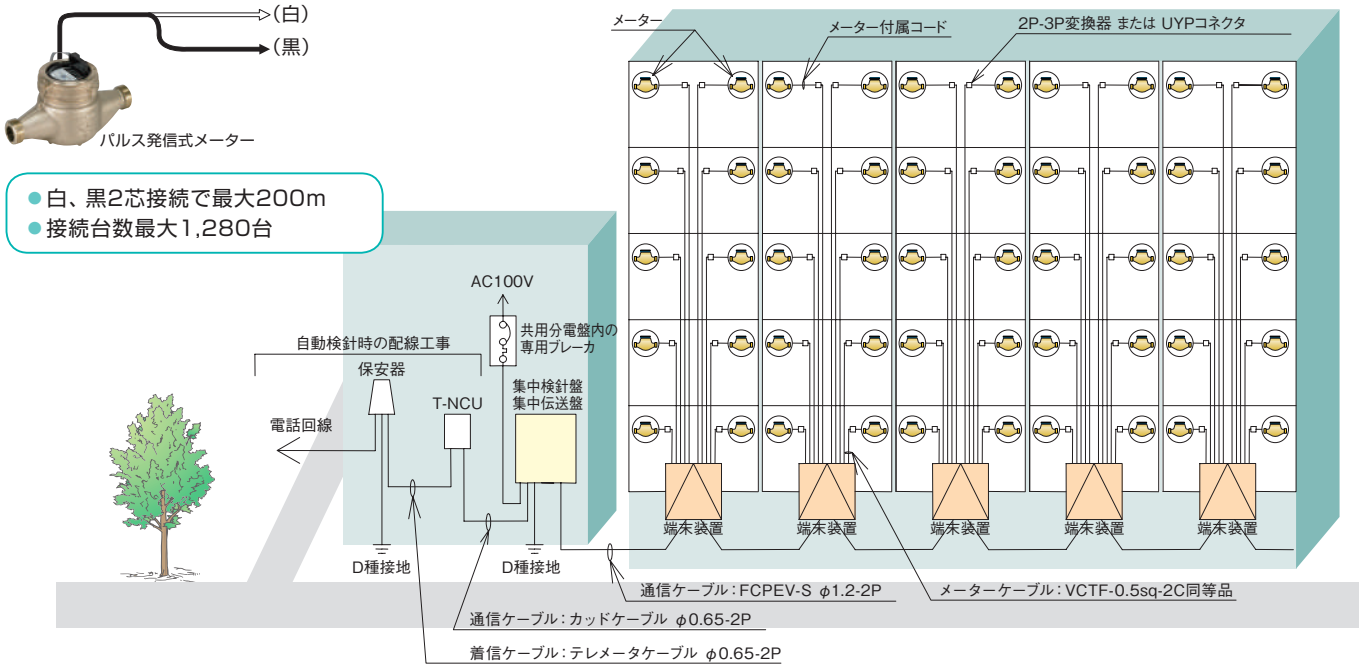 (白)
(黒)
パルス発信式メーター
●白、黒2芯接続で最大200m
●接続台数最大1,280台
メーター
メーター付属コード
2P-3P変換器 または UYPコネクタ
AC100V
共用分電盤内の
専用ブレーカ
自動検針時の配線工事
保安器
T-NCU
集中検針盤
集中伝送盤
電話回線
D種接地
D種接地
端末装置
端末装置
端末装置
端末装置
端末装置
通信ケーブル:FCPEV-S φ1.2-2P
メーターケーブル:VCTF-0.5sq-2C同等品
通信ケーブル:カッドケーブル φ0.65-2P
着信ケーブル:テレメータケーブル φ0.65-2P